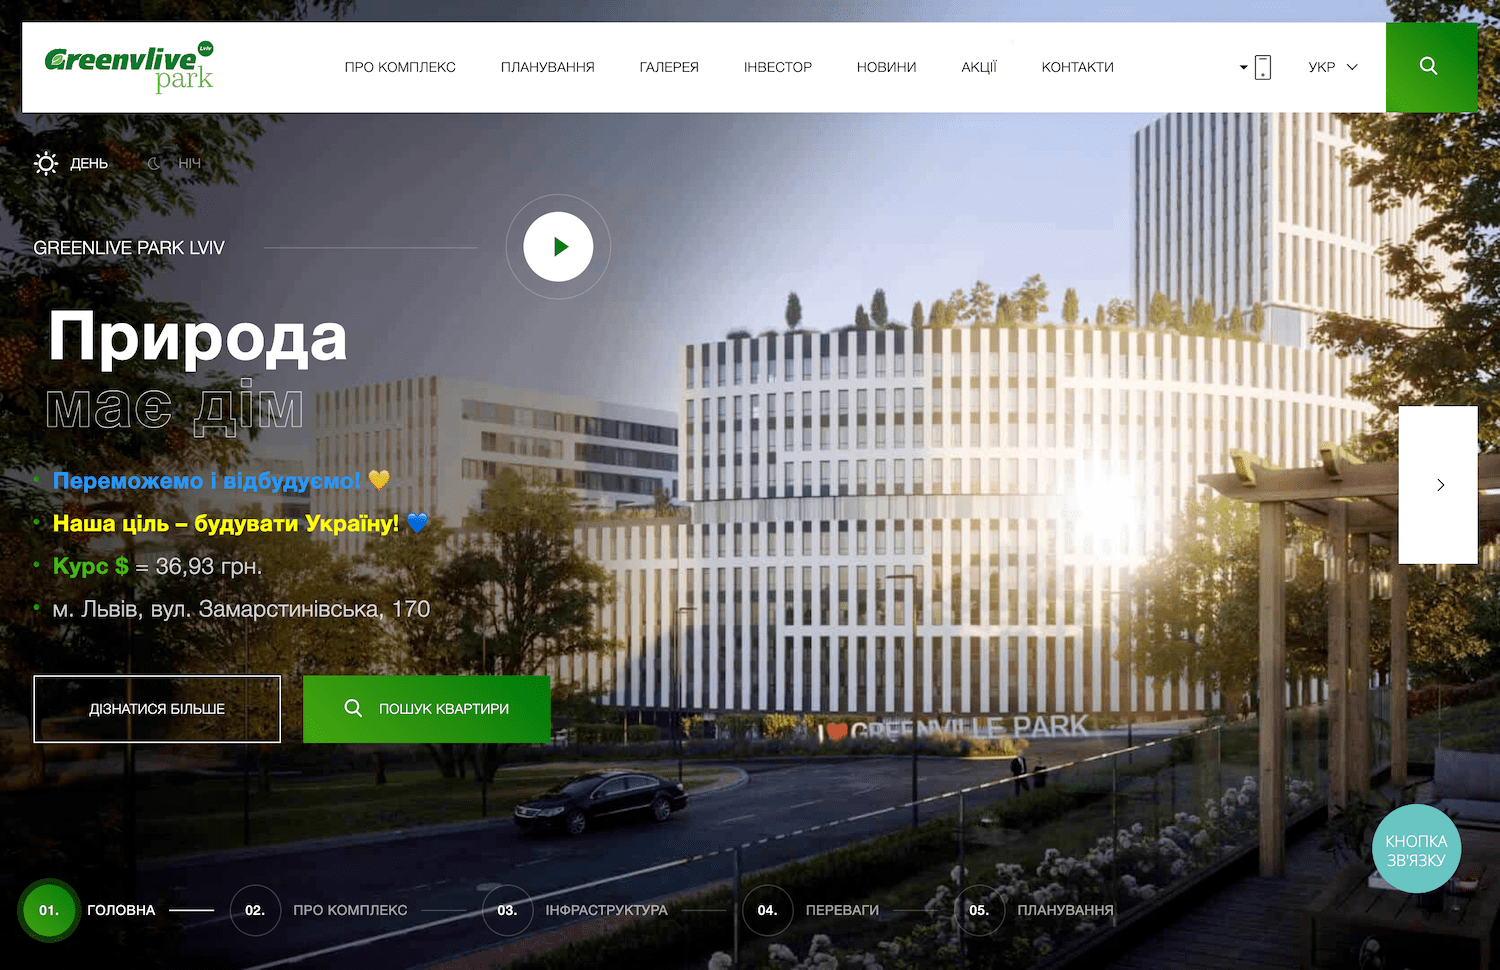 Greenvlive Lviv
park
ПРО КОМПЛЕКС
ПЛАНУВАННЯ
ГАЛЕРЕЯ
ІНВЕСТОР
НОВИНИ
АКЦІЇ
КОНТАКТИ
УКР
ДЕНЬ
НІЧ
GREENLIVE PARK LVIV
Природа
має дім
Переможемо і відбудуємо! 💛
Наша ціль – будувати Україну! 💙
Курс $ = 36,93 грн.
м. Львів, вул. Замарстинівська, 170
ДІЗНАТИСЯ БІЛЬШЕ
ПОШУК КВАРТИРИ
I ❤ GREENVILLE PARK
КНОПКА
ЗВ'ЯЗКУ
01. ГОЛОВНА
02. ПРО КОМПЛЕКС
03. ІНФРАСТРУКТУРА
04. ПЕРЕВАГИ
05. ПЛАНУВАННЯ